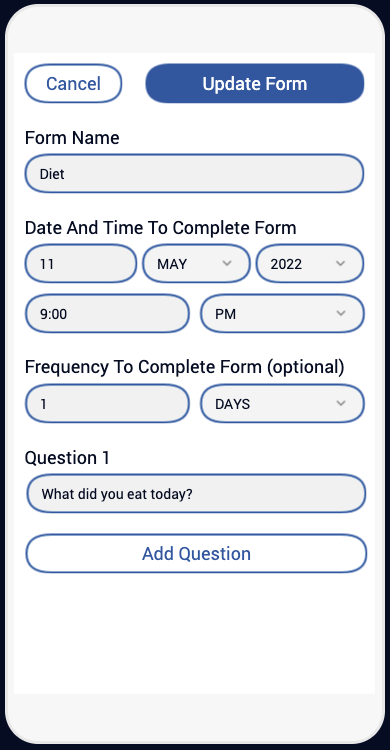 Cancel Update Form
Form Name
Diet
Date And Time To Complete Form
11 MAY 2022
9:00 PM
Frequency To Complete Form (optional)
1 DAYS
Question 1
What did you eat today?
Add Question